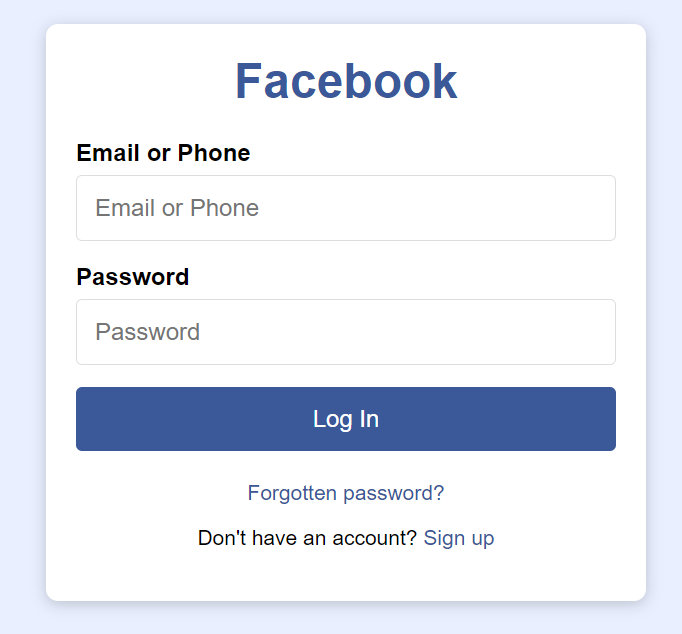 Facebook
Email or Phone
Email or Phone
Password
Password
Log In
Forgotten password?
Don't have an account? Sign up